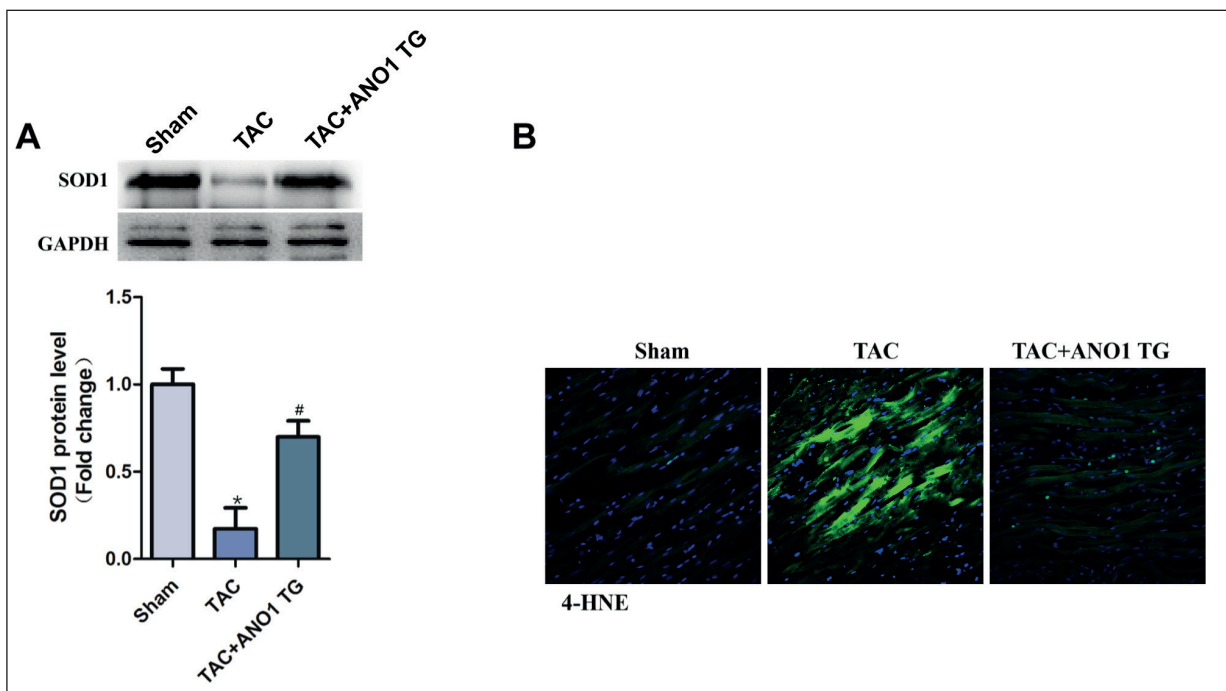 A
Sham
TAC
TAC+ANO1 TG
SOD1
GAPDH
SOD1 protein level
(Fold change)
1.5
1.0
0.5
0.0
*
#
Sham
TAC
TAC+ANO1 TG
B
Sham
TAC
TAC+ANO1 TG
4-HNE